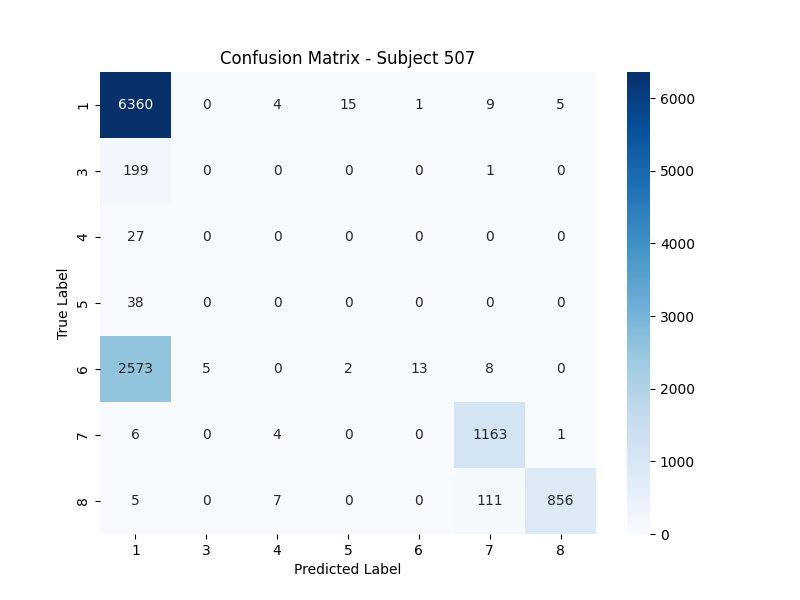 Confusion Matrix - Subject 507
1 6360 0 4 15 1 9 5
3 199 0 0 0 0 1 0
4 27 0 0 0 0 0 0
5 38 0 0 0 0 0 0
6 2573 5 0 2 13 8 0
7 6 0 4 0 0 1163 1
8 5 0 7 0 0 111 856
1 3 4 5 6 7 8
Predicted Label
True Label
6000
5000
4000
3000
2000
1000
0